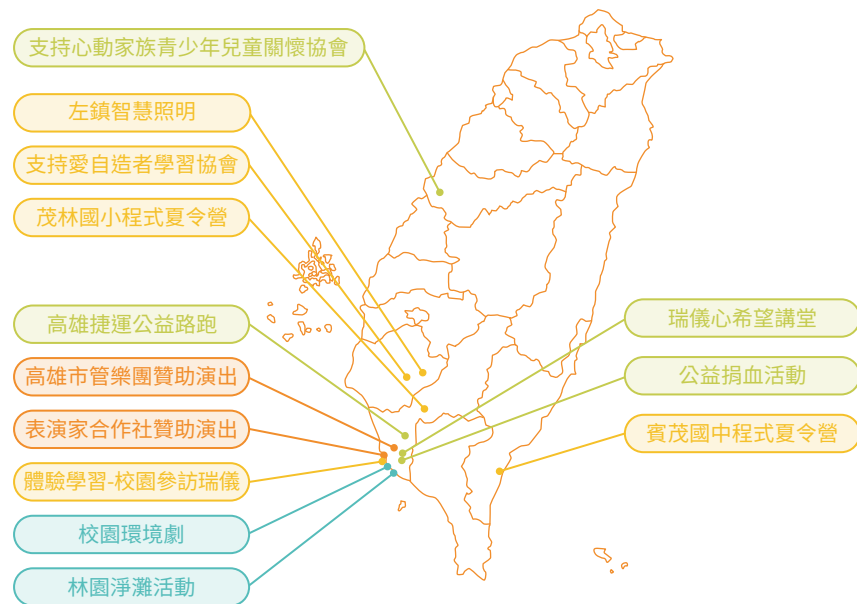 支持心動家族青少年兒童關懷協會
左鎮智慧照明
支持愛自造者學習協會
茂林國小程式夏令營
高雄捷運公益路跑
高雄市管樂團贊助演出
表演家合作社贊助演出
體驗學習-校園參訪瑞儀
校園環境劇
林園淨灘活動
瑞儀心希望講堂
公益捐血活動
賓茂國中程式夏令營